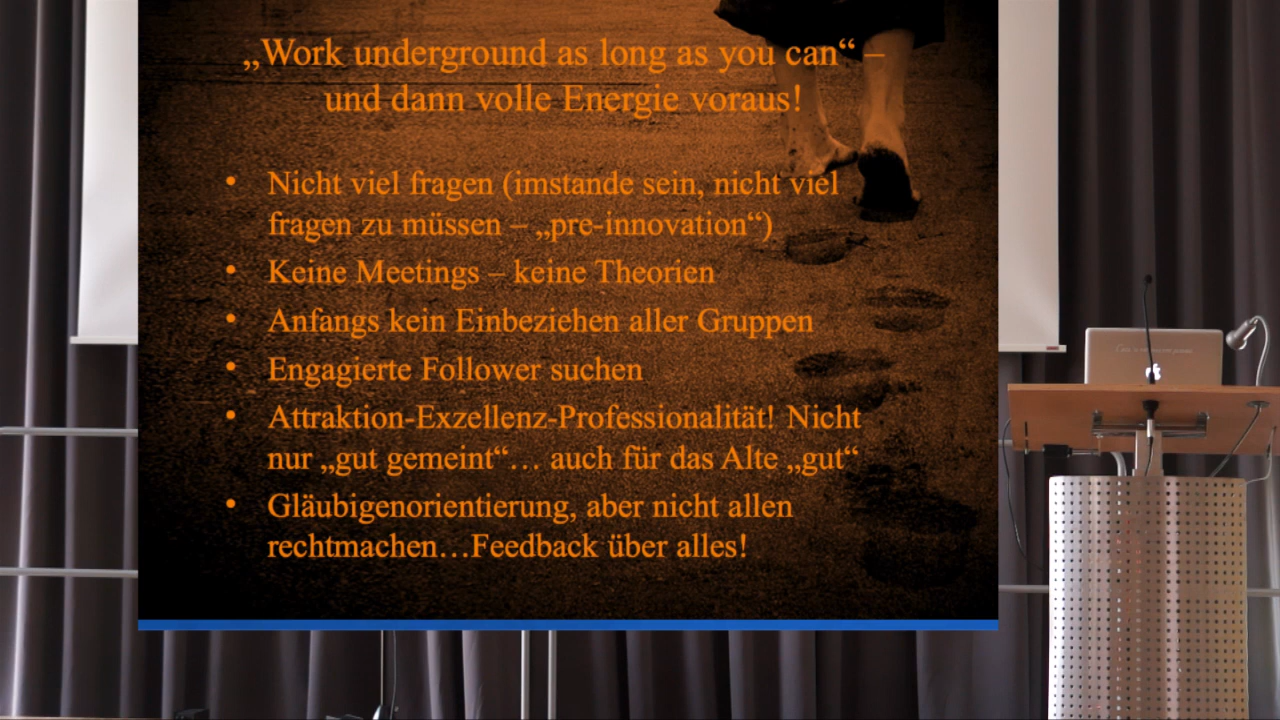 „Work underground as long as you can“ –
und dann volle Energie voraus!
• Nicht viel fragen (imstande sein, nicht viel
fragen zu müssen – „pre-innovation“)
• Keine Meetings – keine Theorien
• Anfangs kein Einbeziehen aller Gruppen
• Engagierte Follower suchen
• Attraktion-Exzellenz-Professionalität! Nicht
nur „gut gemeint“… auch für das Alte „gut“
• Gläubigenorientierung, aber nicht allen
rechtmachen…Feedback über alles!